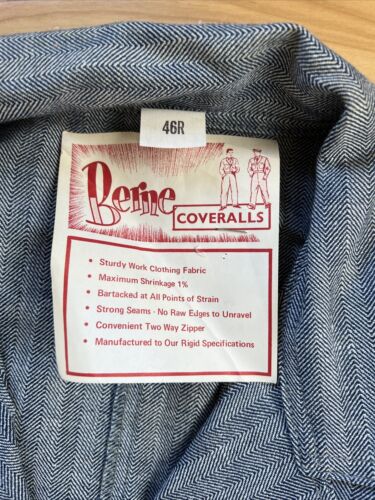 46R
Berne
COVERALLS
• Sturdy Work Clothing Fabric
• Maximum Shrinkage 1%
• Bartacked at All Points of Strain
• Strong Seams - No Raw Edges to Unravel
• Convenient Two Way Zipper
• Manufactured to Our Rigid Specifications